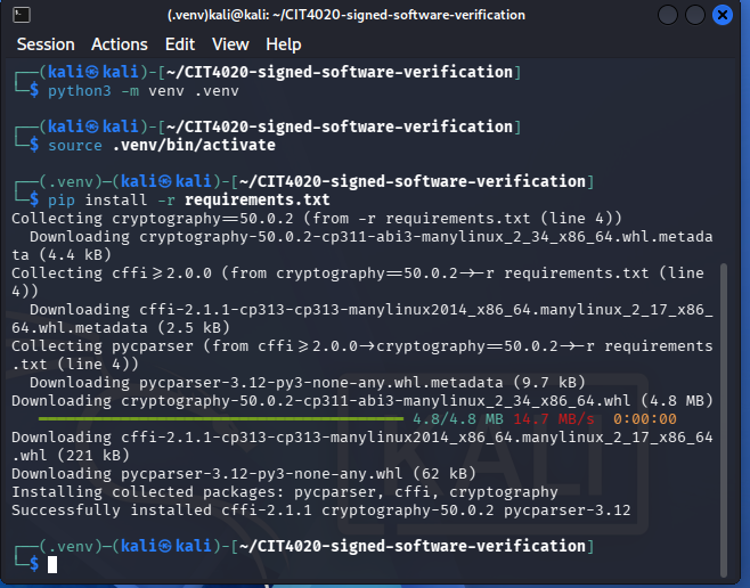 (.venv)kali@kali: ~/CIT4020-signed-software-verification
Session Actions Edit View Help
┌──(kali㉿kali)-[~/CIT4020-signed-software-verification]
└─$ python3 -m venv .venv
┌──(kali㉿kali)-[~/CIT4020-signed-software-verification]
└─$ source .venv/bin/activate
┌──(.venv)─(kali㉿kali)-[~/CIT4020-signed-software-verification]
└─$ pip install -r requirements.txt
Collecting cryptography==50.0.2 (from -r requirements.txt (line 4))
  Downloading cryptography-50.0.2-cp311-abi3-manylinux_2_34_x86_64.whl.metada
ta (4.4 kB)
Collecting cffi>=2.0.0 (from cryptography==50.0.2->-r requirements.txt (line
4))
  Downloading cffi-2.1.1-cp313-cp313-manylinux2014_x86_64.manylinux_2_17_x86_
64.whl.metadata (2.5 kB)
Collecting pycparser (from cffi>=2.0.0->cryptography==50.0.2->-r requirements
.txt (line 4))
  Downloading pycparser-3.12-py3-none-any.whl.metadata (9.7 kB)
Downloading cryptography-50.0.2-cp311-abi3-manylinux_2_34_x86_64.whl (4.8 MB)
4.8/4.8 MB 14.7 MB/s 0:00:00
Downloading cffi-2.1.1-cp313-cp313-manylinux2014_x86_64.manylinux_2_17_x86_64
.whl (221 kB)
Downloading pycparser-3.12-py3-none-any.whl (62 kB)
Installing collected packages: pycparser, cffi, cryptography
Successfully installed cffi-2.1.1 cryptography-50.0.2 pycparser-3.12
┌──(.venv)─(kali㉿kali)-[~/CIT4020-signed-software-verification]
└─$
KALI